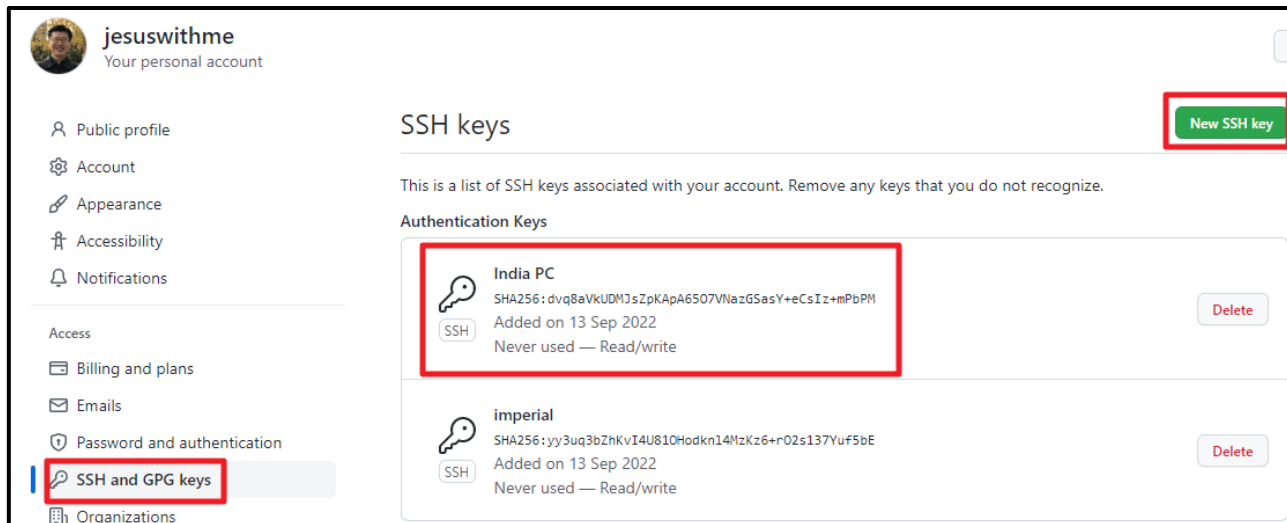 jesuswithme
Your personal account
Public profile
Account
Appearance
Accessibility
Notifications
Access
Billing and plans
Emails
Password and authentication
SSH and GPG keys
Organizations
SSH keys
New SSH key
This is a list of SSH keys associated with your account. Remove any keys that you do not recognize.
Authentication Keys
India PC
SHA256:dvq8aVkUDMJsZpKApA65O7VNazGSasY+eCsIz+mPbPM
Added on 13 Sep 2022
Never used — Read/write
SSH
Delete
imperial
SHA256:yy3uq3bZhKvI4U81OHodknl4MzKz6+rO2s137Yuf5bE
Added on 13 Sep 2022
Never used — Read/write
SSH
Delete